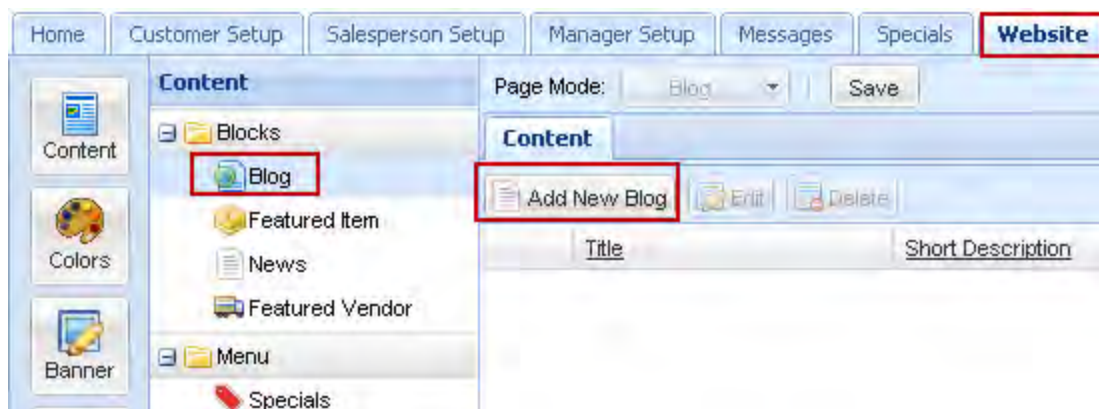 Home Customer Setup Salesperson Setup Manager Setup Messages Specials Website
Content
Colors
Banner
Content
Blocks
Blog
Featured Item
News
Featured Vendor
Menu
Specials
Page Mode: Blog Save
Content
Add New Blog Edit Delete
Title Short Description